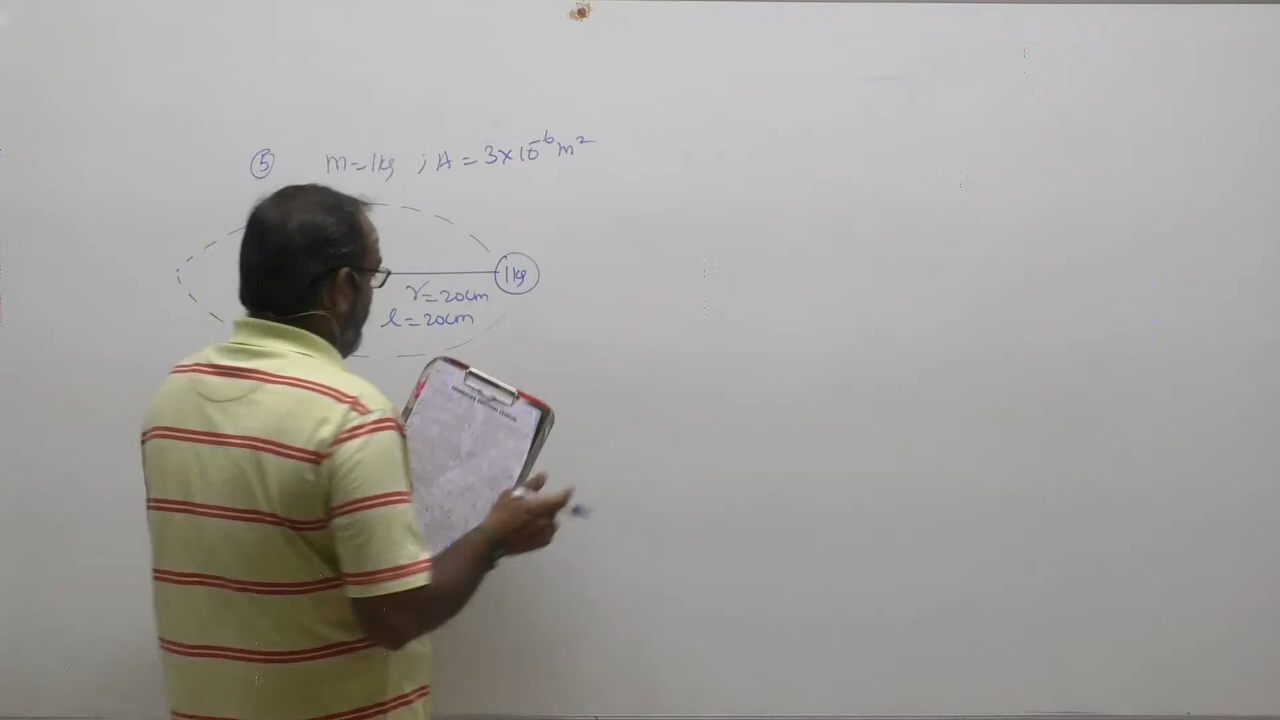 ⑤ m=1kg ; A = 3×10⁻⁶ m²
1kg
r=20cm
l=20cm